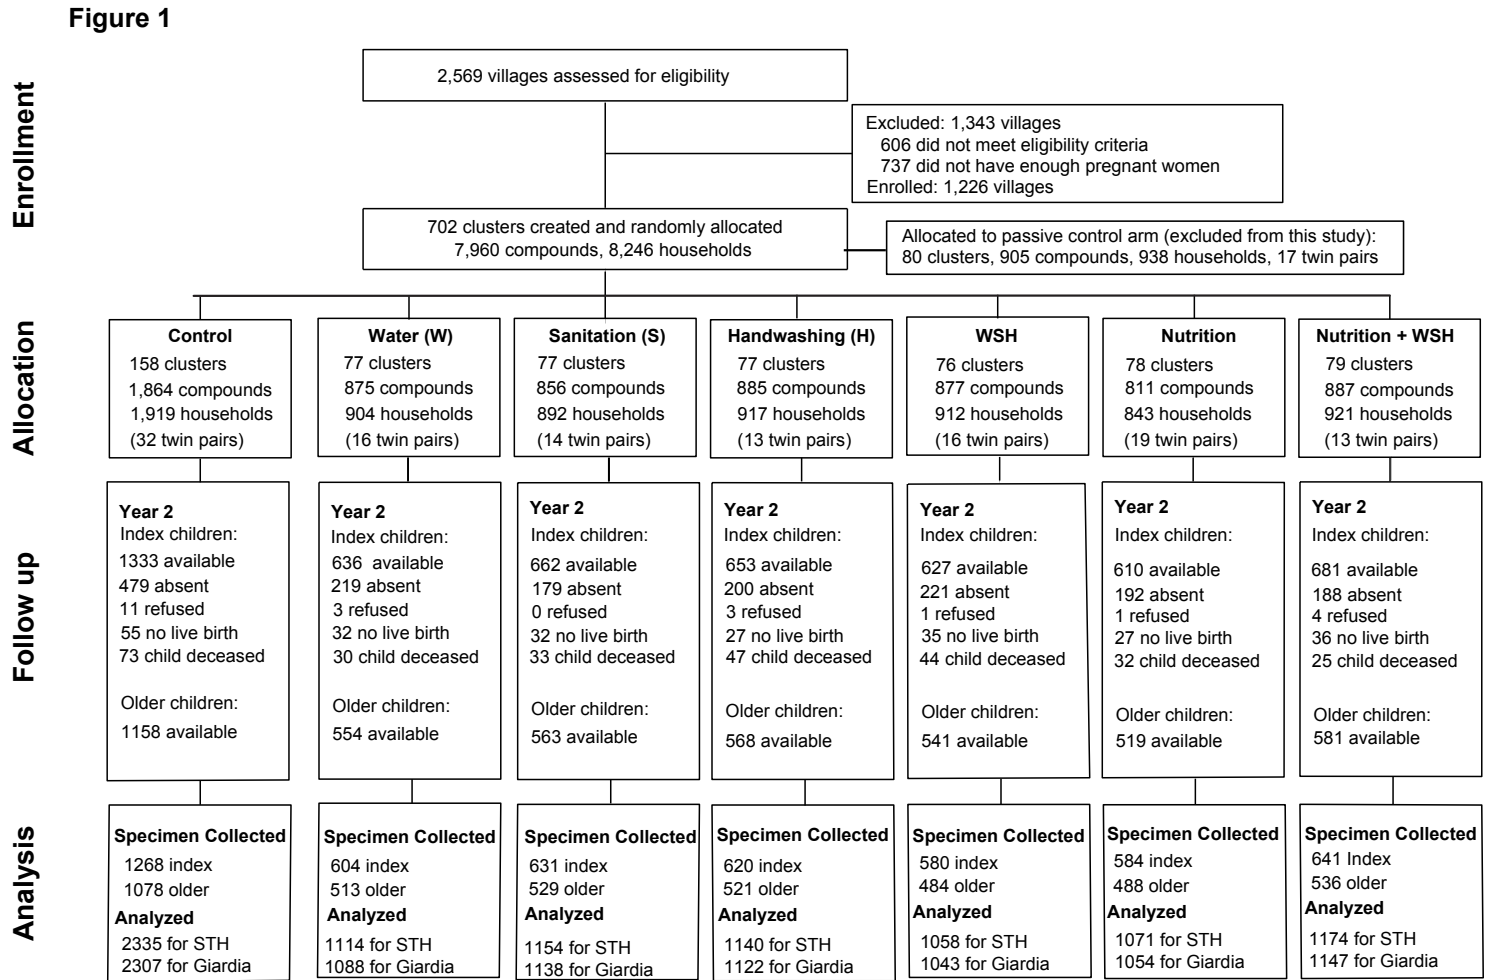 Figure 1
Enrollment
2,569 villages assessed for eligibility
Excluded: 1,343 villages
606 did not meet eligibility criteria
737 did not have enough pregnant women
Enrolled: 1,226 villages
702 clusters created and randomly allocated
7,960 compounds, 8,246 households
Allocated to passive control arm (excluded from this study):
80 clusters, 905 compounds, 938 households, 17 twin pairs
Allocation
Control
158 clusters
1,864 compounds
1,919 households
(32 twin pairs)
Water (W)
77 clusters
875 compounds
904 households
(16 twin pairs)
Sanitation (S)
77 clusters
856 compounds
892 households
(14 twin pairs)
Handwashing (H)
77 clusters
885 compounds
917 households
(13 twin pairs)
WSH
76 clusters
877 compounds
912 households
(16 twin pairs)
Nutrition
78 clusters
811 compounds
843 households
(19 twin pairs)
Nutrition + WSH
79 clusters
887 compounds
921 households
(13 twin pairs)
Follow up
Year 2
Index children:
1333 available
479 absent
11 refused
55 no live birth
73 child deceased
Older children:
1158 available
Year 2
Index children:
636 available
219 absent
3 refused
32 no live birth
30 child deceased
Older children:
554 available
Year 2
Index children:
662 available
179 absent
0 refused
32 no live birth
33 child deceased
Older children:
563 available
Year 2
Index children:
653 available
200 absent
3 refused
27 no live birth
47 child deceased
Older children:
568 available
Year 2
Index children:
627 available
221 absent
1 refused
35 no live birth
44 child deceased
Older children:
541 available
Year 2
Index children:
610 available
192 absent
1 refused
27 no live birth
32 child deceased
Older children:
519 available
Year 2
Index children:
681 available
188 absent
4 refused
36 no live birth
25 child deceased
Older children:
581 available
Analysis
Specimen Collected
1268 index
1078 older
Analyzed
2335 for STH
2307 for Giardia
Specimen Collected
604 index
513 older
Analyzed
1114 for STH
1088 for Giardia
Specimen Collected
631 index
529 older
Analyzed
1154 for STH
1138 for Giardia
Specimen Collected
620 index
521 older
Analyzed
1140 for STH
1122 for Giardia
Specimen Collected
580 index
484 older
Analyzed
1058 for STH
1043 for Giardia
Specimen Collected
584 index
488 older
Analyzed
1071 for STH
1054 for Giardia
Specimen Collected
641 Index
536 older
Analyzed
1174 for STH
1147 for Giardia